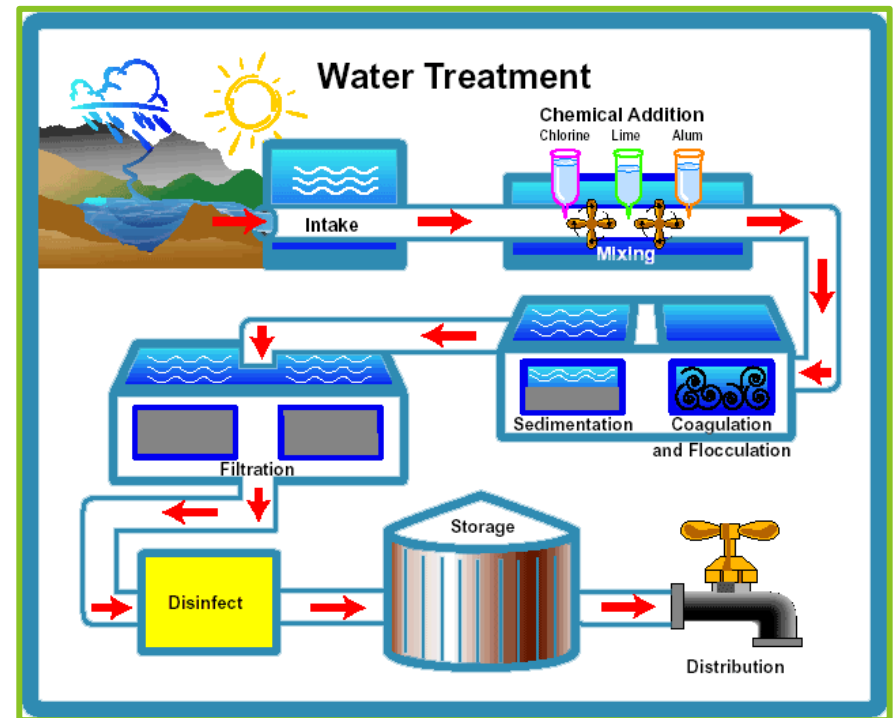 Water Treatment
Chemical Addition
Chlorine Lime Alum
Intake
Mixing
Sedimentation
Coagulation
and Flocculation
Filtration
Storage
Disinfect
Distribution